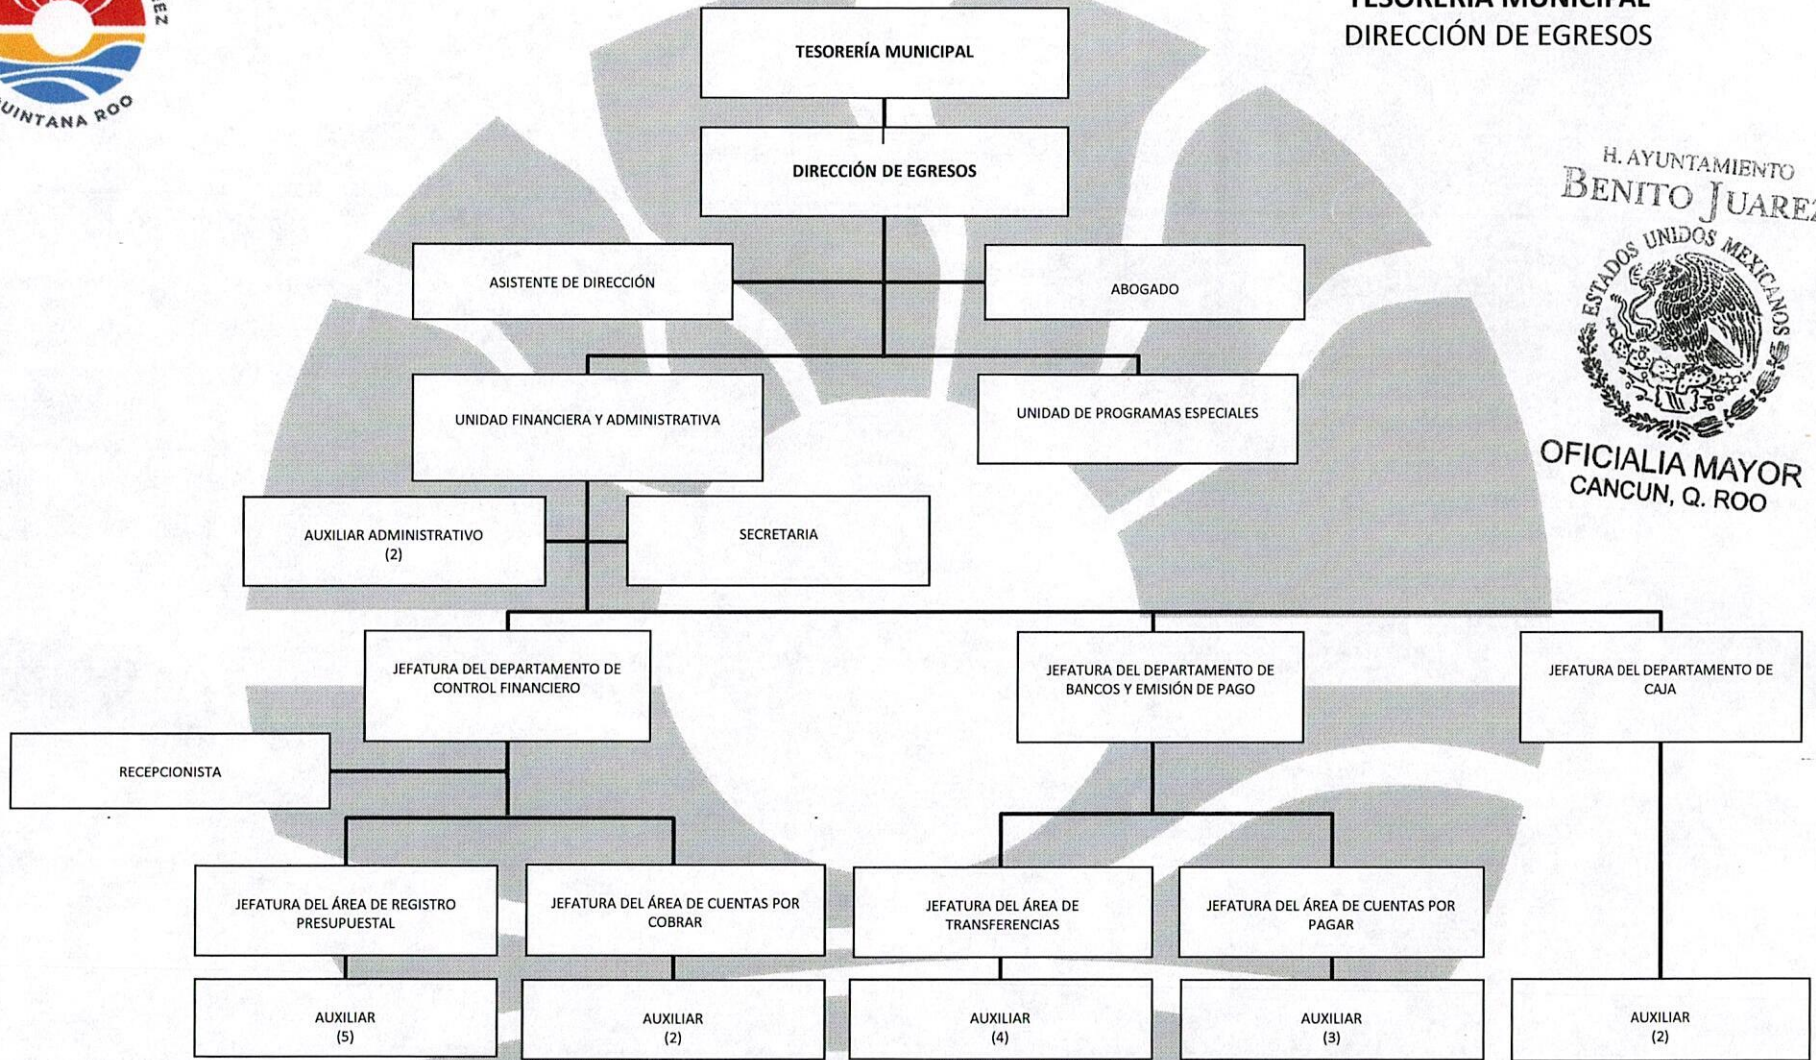 TESORERÍA MUNICIPAL
DIRECCIÓN DE EGRESOS
QUINTANA ROO
TESORERÍA MUNICIPAL
DIRECCIÓN DE EGRESOS
H. AYUNTAMIENTO
BENITO JUAREZ
ESTADOS UNIDOS MEXICANOS
OFICIALIA MAYOR
CANCUN, Q. ROO
ASISTENTE DE DIRECCIÓN
ABOGADO
UNIDAD FINANCIERA Y ADMINISTRATIVA
UNIDAD DE PROGRAMAS ESPECIALES
AUXILIAR ADMINISTRATIVO
(2)
SECRETARIA
JEFATURA DEL DEPARTAMENTO DE
CONTROL FINANCIERO
JEFATURA DEL DEPARTAMENTO DE
BANCOS Y EMISIÓN DE PAGO
JEFATURA DEL DEPARTAMENTO DE
CAJA
RECEPCIONISTA
JEFATURA DEL ÁREA DE REGISTRO
PRESUPUESTAL
JEFATURA DEL ÁREA DE CUENTAS POR
COBRAR
JEFATURA DEL ÁREA DE
TRANSFERENCIAS
JEFATURA DEL ÁREA DE CUENTAS POR
PAGAR
AUXILIAR
(5)
AUXILIAR
(2)
AUXILIAR
(4)
AUXILIAR
(3)
AUXILIAR
(2)